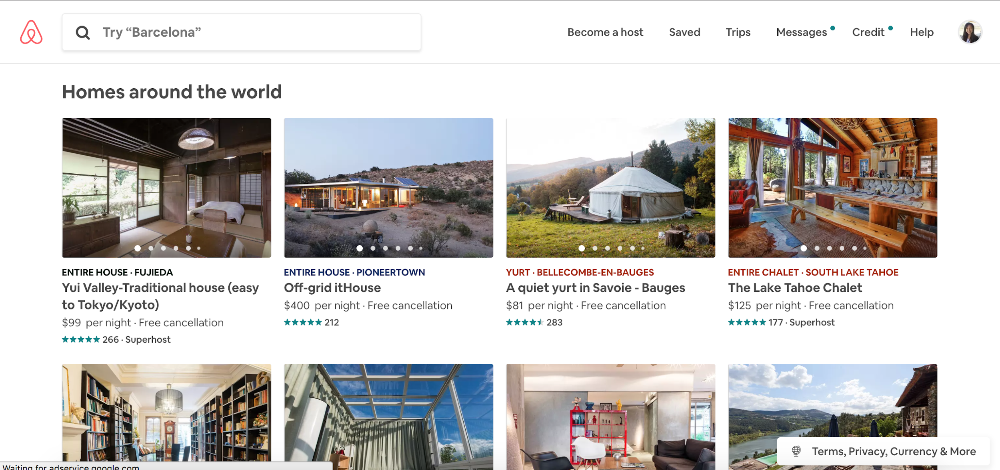 Try “Barcelona”
Become a host
Saved
Trips
Messages
Credit
Help
Homes around the world
ENTIRE HOUSE · FUJIEDA
Yui Valley-Traditional house (easy
to Tokyo/Kyoto)
$99 per night · Free cancellation
266 · Superhost
ENTIRE HOUSE · PIONEERTOWN
Off-grid itHouse
$400 per night · Free cancellation
212
YURT · BELLECOMBE-EN-BAUGES
A quiet yurt in Savoie - Bauges
$81 per night · Free cancellation
283
ENTIRE CHALET · SOUTH LAKE TAHOE
The Lake Tahoe Chalet
$125 per night · Free cancellation
177 · Superhost
Terms, Privacy, Currency & More
Waiting for adservice.google.com